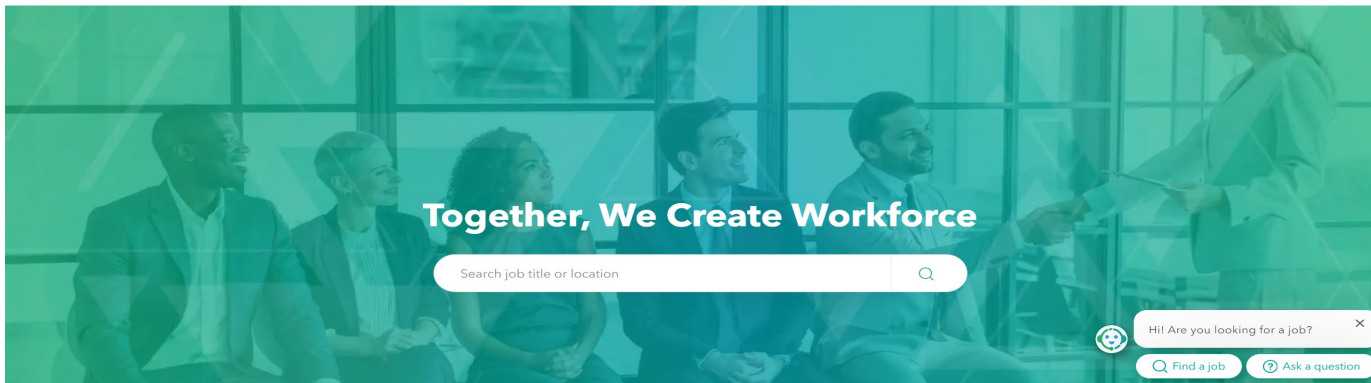 Together, We Create Workforce
Search job title or location
Hi! Are you looking for a job?
Find a job
Ask a question